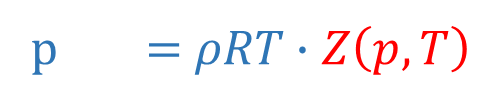 p = ρRT · Z(p, T)